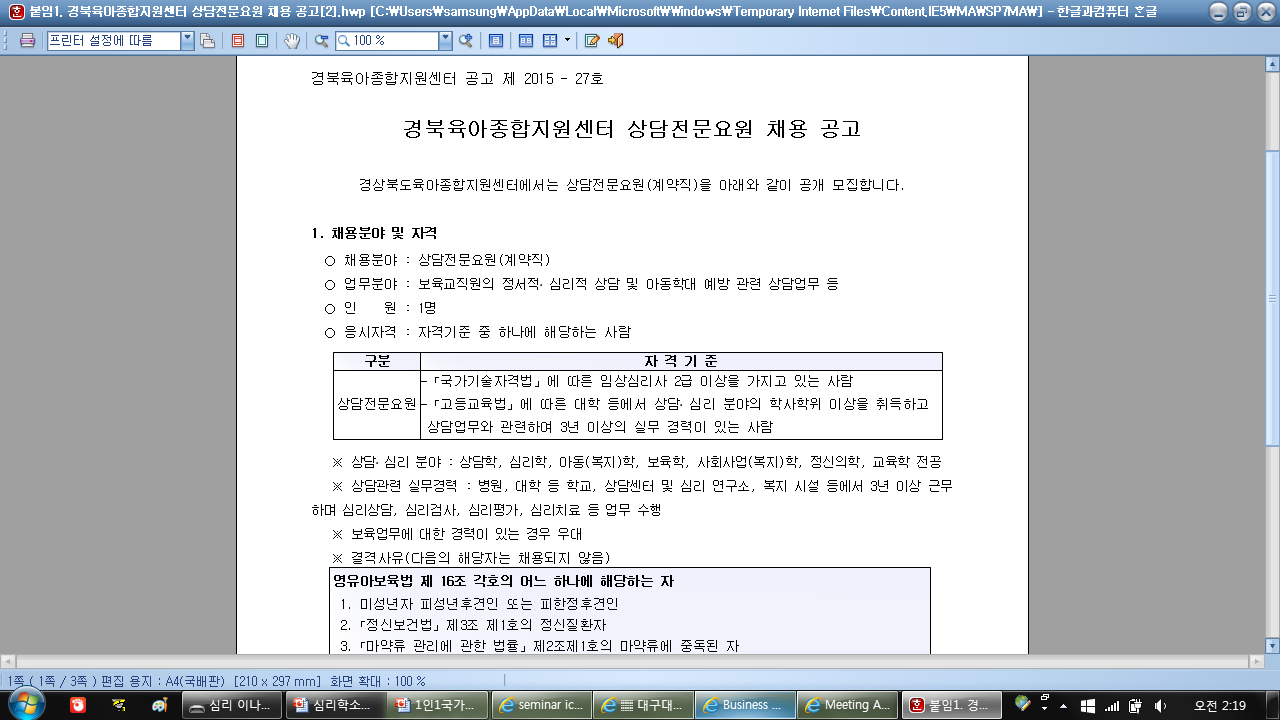 붙임1. 경북육아종합지원센터 상담전문요원 채용 공고[2].hwp [C:\Users\samsung\AppData\Local\Microsoft\Windows\Temporary Internet Files\Content.IE5\MA\SP7MA\] - 한글과컴퓨터 한글
프린터 설정에 따름 100 %
경북육아종합지원센터 공고 제 2015 - 27호
경북육아종합지원센터 상담전문요원 채용 공고
경상북도육아종합지원센터에서는 상담전문요원(계약직)을 아래와 같이 공개 모집합니다.
1. 채용분야 및 자격
○ 채용분야 : 상담전문요원(계약직)
○ 업무분야 : 보육교직원의 정서적· 심리적 상담 및 아동학대 예방 관련 상담업무 등
○ 인 원 : 1명
○ 응시자격 : 자격기준 중 하나에 해당하는 사람
구분 자 격 기 준
- 「국가기술자격법」에 따른 임상심리사 2급 이상을 가지고 있는 사람
상담전문요원 - 「고등교육법」에 따른 대학 등에서 상담· 심리 분야의 학사학위 이상을 취득하고
상담업무와 관련하여 3년 이상의 실무 경력이 있는 사람
※ 상담· 심리 분야 : 상담학, 심리학, 아동(복지)학, 보육학, 사회사업(복지)학, 정신의학, 교육학 전공
※ 상담관련 실무경력 : 병원, 대학 등 학교, 상담센터 및 심리 연구소, 복지 시설 등에서 3년 이상 근무
하며 심리상담, 심리검사, 심리평가, 심리치료 등 업무 수행
※ 보육업무에 대한 경력이 있는 경우 우대
※ 결격사유(다음의 해당자는 채용되지 않음)
영유아보육법 제 16조 각호의 어느 하나에 해당하는 자
1. 미성년자 피성년후견인 또는 피한정후견인
2. 「정신보건법」 제3조 제1호의 정신질환자
3. 「마약류 관리에 관한 법률」 제2조제1호의 마약류에 중독된 자
1쪽 ( 1쪽 / 3쪽 ) 편집 용지 : A4(국배판) [210 x 297 mm] 화면 확대 : 100 %
심리 이나... 심리학소... 1인1국가... seminar ic... ▦ 대구대... Business ... Meeting A... 붙임1. 경... 오전 2:19